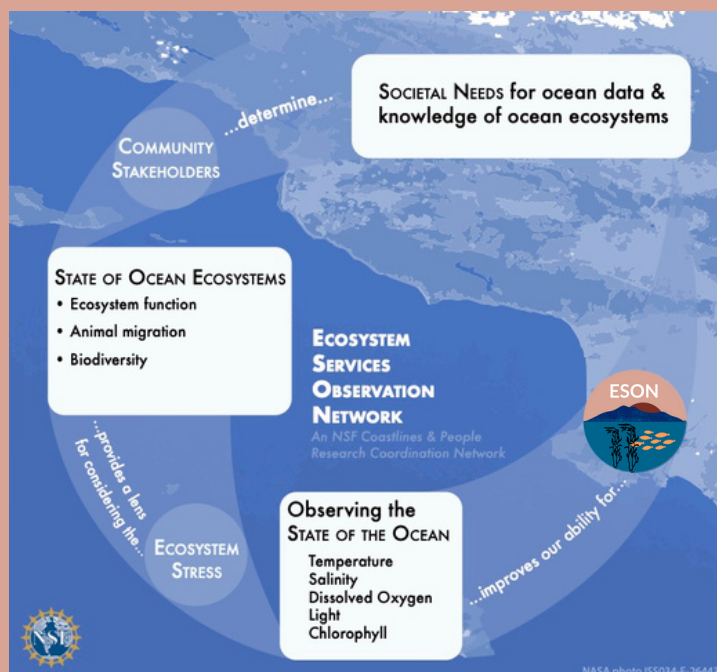 SOCIETAL NEEDS for ocean data &
knowledge of ocean ecosystems
...determine...
COMMUNITY
STAKEHOLDERS
STATE OF OCEAN ECOSYSTEMS
• Ecosystem function
• Animal migration
• Biodiversity
ECOSYSTEM
SERVICES
OBSERVATION
NETWORK
An NSF Coastlines & People
Research Coordination Network
ESON
...provides a lens
for considering the...
ECOSYSTEM
STRESS
Observing the
STATE OF THE OCEAN
Temperature
Salinity
Dissolved Oxygen
Light
Chlorophyll
...improves our ability for...
NSF
NASA photo ISS034-E-26447